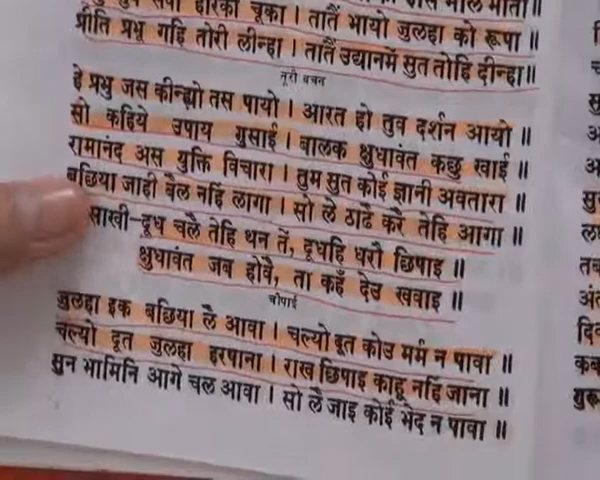 सेवा हरिकी चूका । तातैं भायो जुलहा को रूपा ॥
प्रीति प्रभू गहि तोरी लीन्हा । तातैं उद्यानमें सुत तोहि दीन्हा॥
नूरी वचन
हे प्रभु जस कीन्ह्यो तस पायो । आरत हो तुव दर्शन आयो ॥
सो कहिये उपाय गुसाई । बालक क्षुधावंत कछु खाई ॥
रामानंद अस युक्ति विचारा । तुम सुत कोई ज्ञानी अवतारा ॥
बछिया जाही बैल नहिं लागा । सो ले ठाढै करै तेहि आगा ॥
साखी-दूध चलै तेहि थन तें, दूधहि धरौ छिपाइ ॥
क्षुधावंत जब होवै, ता कहँ देउ खवाइ ॥
चौपाई
जुलहा इक बछिया लै आवा । चल्यो दूत कोउ मर्म न पावा ॥
चल्यो दूत जुलहा हरषाना । राख छिपाइ काहू नहिं जाना ॥
सुन भामिनि आगे चल आवा । सो लै जाइ कोई भेद न पावा ॥